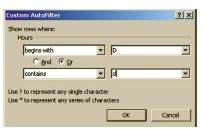 Custom AutoFilter
Show rows where:
Hours
begins with D
And Or
contains d
Use ? to represent any single character
Use * to represent any series of characters
OK Cancel